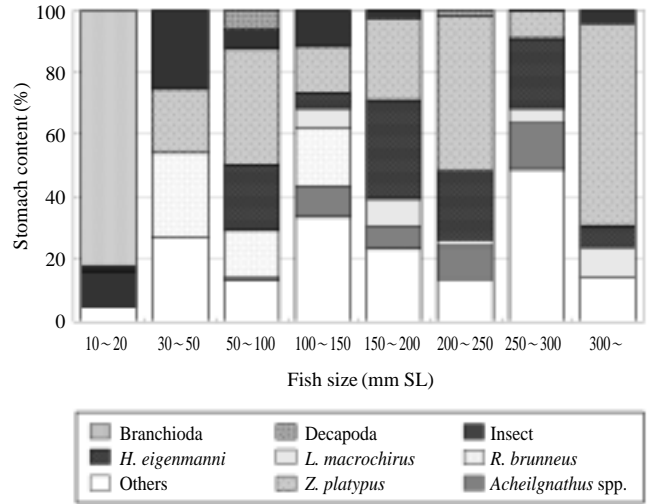 Stomach content (%)
100
80
60
40
20
0
10~20 30~50 50~100 100~150 150~200 200~250 250~300 300~
Fish size (mm SL)
Branchioda Decapoda Insect
H. eigenmanni L. macrochirus R. brunneus
Others Z. platypus Acheilgnathus spp.